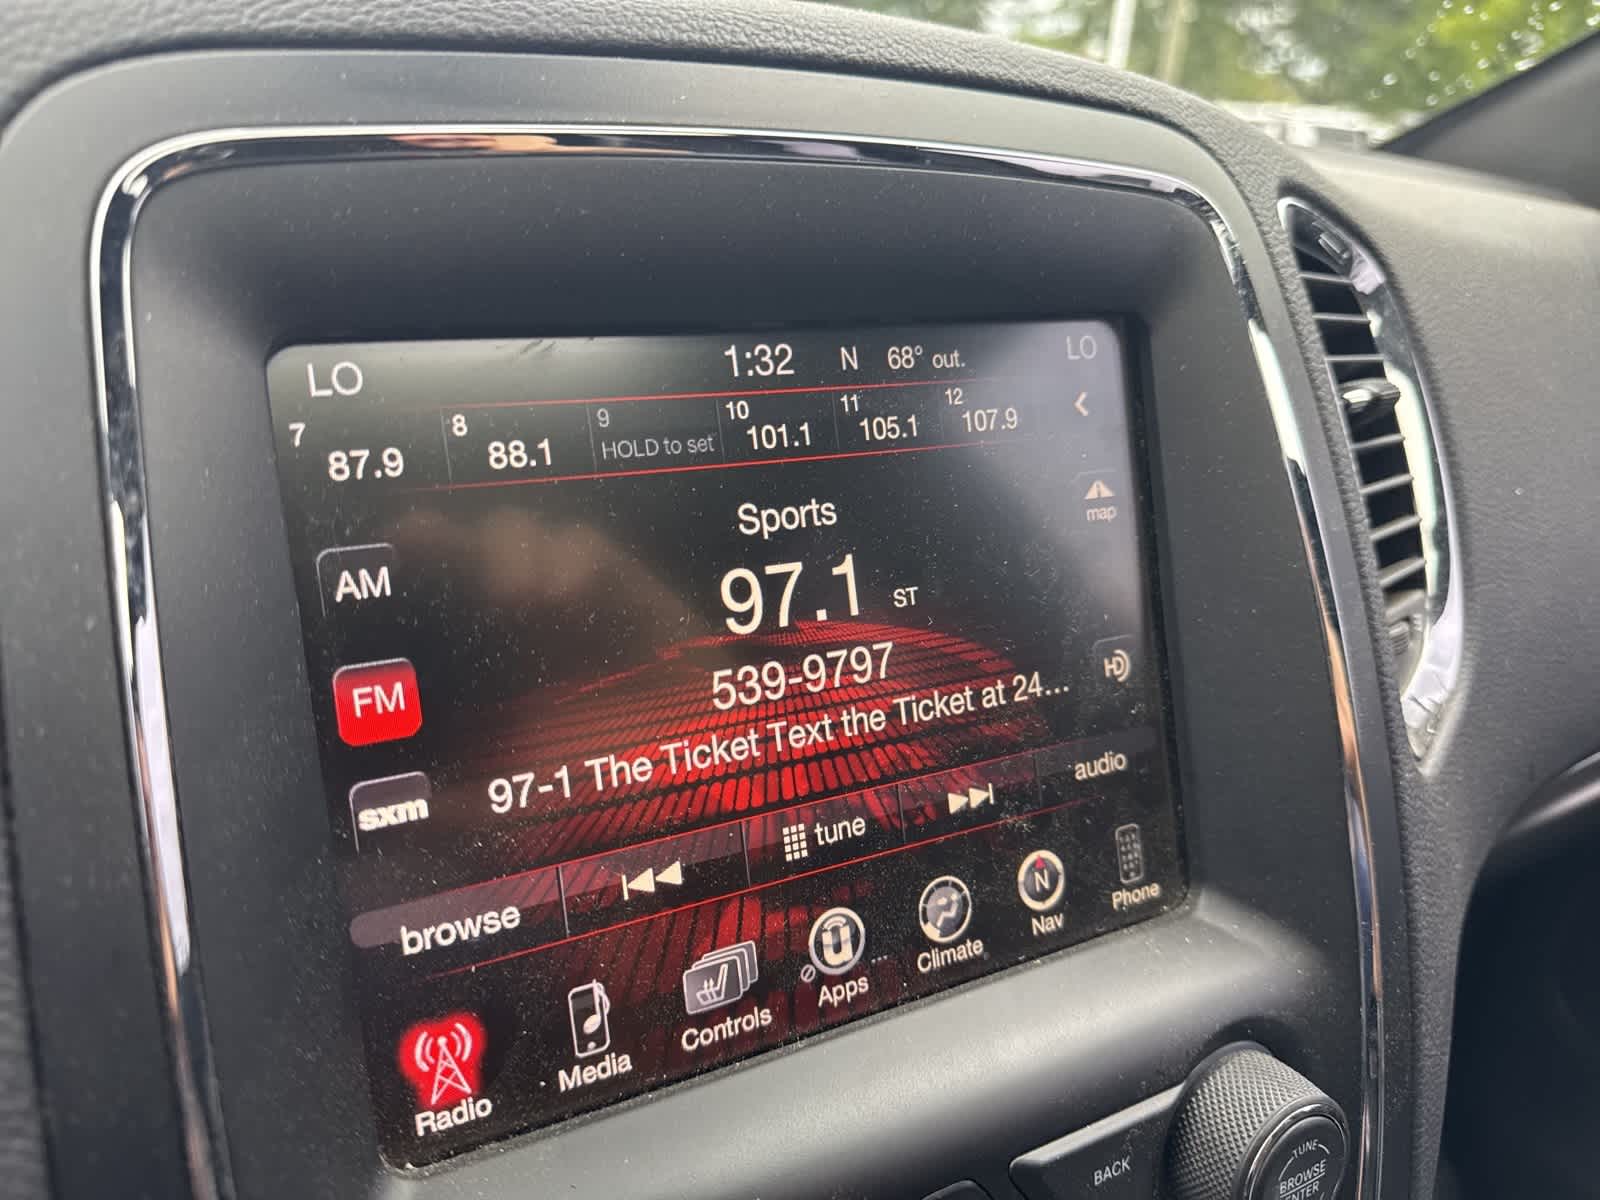 LO 1:32 N 68° out. LO
7 87.9 8 88.1 9 HOLD to set 10 101.1 11 105.1 12 107.9
map
Sports
AM 97.1 ST
539-9797 HD
FM 97-1 The Ticket Text the Ticket at 24...
sxm
browse tune audio
Radio Media Controls Apps Climate Nav Phone
BACK
TUNE
BROWSE
ENTER